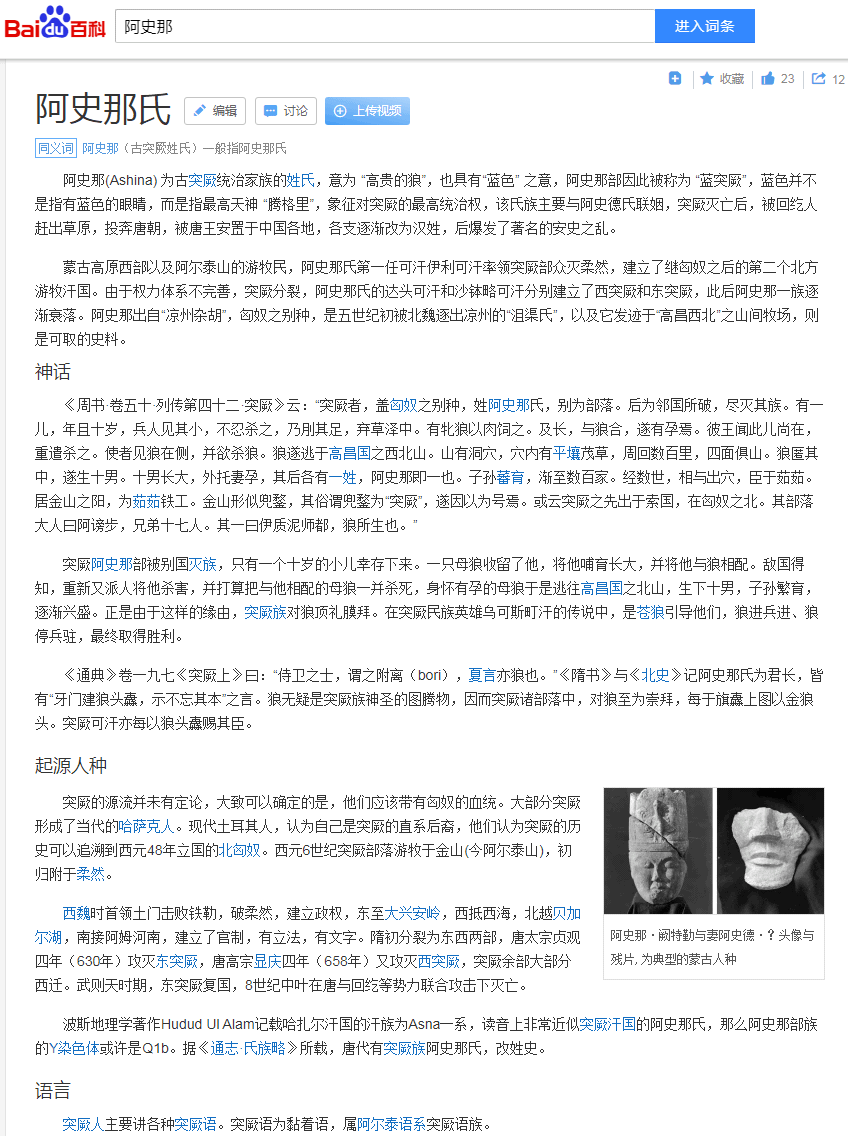 Bai du 百科
阿史那
进入词条
收藏
23
12
阿史那氏
编辑
讨论
上传视频
同义词 阿史那（古突厥姓氏）一般指阿史那氏
阿史那(Ashina) 为古突厥统治家族的姓氏，意为 “高贵的狼”，也具有“蓝色” 之意，阿史那部因此被称为 “蓝突厥”，蓝色并不
是指有蓝色的眼睛，而是指最高天神 “腾格里”，象征对突厥的最高统治权，该氏族主要与阿史德氏联姻，突厥灭亡后，被回纥人
赶出草原，投奔唐朝，被唐王安置于中国各地，各支逐渐改为汉姓，后爆发了著名的安史之乱。
蒙古高原西部以及阿尔泰山的游牧民，阿史那氏第一任可汗伊利可汗率领突厥部众灭柔然，建立了继匈奴之后的第二个北方
游牧汗国。由于权力体系不完善，突厥分裂，阿史那氏的达头可汗和沙钵略可汗分别建立了西突厥和东突厥，此后阿史那一族逐
渐衰落。阿史那出自“凉州杂胡”，匈奴之别种，是五世纪初被北魏逐出凉州的“沮渠氏”，以及它发迹于“高昌西北”之山间牧场，则
是可取的史料。
神话
《周书·卷五十·列传第四十二·突厥》云：“突厥者，盖匈奴之别种，姓阿史那氏，别为部落。后为邻国所破，尽灭其族。有一
儿，年且十岁，兵人见其小，不忍杀之，乃刖其足，弃草泽中。有牝狼以肉饲之。及长，与狼合，遂有孕焉。彼王闻此儿尚在，
重遣杀之。使者见狼在侧，并欲杀狼。狼遂逃于高昌国之西北山。山有洞穴，穴内有平壤茂草，周回数百里，四面俱山。狼匿其
中，遂生十男。十男长大，外托妻孕，其后各有一姓，阿史那即一也。子孙蕃育，渐至数百家。经数世，相与出穴，臣于茹茹。
居金山之阳，为茹茹铁工。金山形似兜鍪，其俗谓兜鍪为“突厥”，遂因以为号焉。或云突厥之先出于索国，在匈奴之北。其部落
大人曰阿谤步，兄弟十七人。其一曰伊质泥师都，狼所生也。”
突厥阿史那部被别国灭族，只有一个十岁的小儿幸存下来。一只母狼收留了他，将他哺育长大，并将他与狼相配。敌国得
知，重新又派人将他杀害，并打算把与他相配的母狼一并杀死，身怀有孕的母狼于是逃往高昌国之北山，生下十男，子孙繁育，
逐渐兴盛。正是由于这样的缘由，突厥族对狼顶礼膜拜。在突厥民族英雄乌可斯町汗的传说中，是苍狼引导他们，狼进兵进、狼
停兵驻，最终取得胜利。
《通典》卷一九七《突厥上》曰：“侍卫之士，谓之附离（bori），夏言亦狼也。”《隋书》与《北史》记阿史那氏为君长，皆
有“牙门建狼头纛，示不忘其本”之言。狼无疑是突厥族神圣的图腾物，因而突厥诸部落中，对狼至为崇拜，每于旗纛上图以金狼
头。突厥可汗亦每以狼头纛赐其臣。
起源人种
突厥的源流并未有定论，大致可以确定的是，他们应该带有匈奴的血统。大部分突厥
形成了当代的哈萨克人。现代土耳其人，认为自己是突厥的直系后裔，他们认为突厥的历
史可以追溯到西元48年立国的北匈奴。西元6世纪突厥部落游牧于金山(今阿尔泰山)，初
归附于柔然。
西魏时首领土门击败铁勒，破柔然，建立政权，东至大兴安岭，西抵西海，北越贝加
尔湖，南接阿姆河南，建立了官制，有立法，有文字。隋初分裂为东西两部，唐太宗贞观
四年（630年）攻灭东突厥，唐高宗显庆四年（658年）又攻灭西突厥，突厥余部大部分
西迁。武则天时期，东突厥复国，8世纪中叶在唐与回纥等势力联合攻击下灭亡。
阿史那·阙特勤与妻阿史德·？头像与
残片, 为典型的蒙古人种
波斯地理学著作Hudud Ul Alam记载哈扎尔汗国的汗族为Asna一系，读音上非常近似突厥汗国的阿史那氏，那么阿史那部族
的Y染色体或许是Q1b。据《通志·氏族略》所载，唐代有突厥族阿史那氏，改姓史。
语言
突厥人主要讲各种突厥语。突厥语为黏着语，属阿尔泰语系突厥语族。